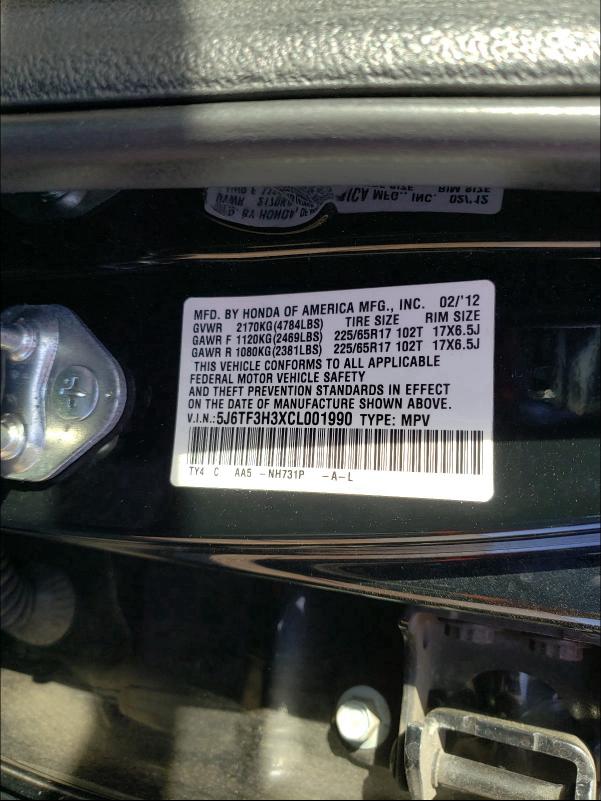 MFD. BY HONDA OF AMERICA MFG., INC. 02/'12
GVWR 2170KG(4784LBS) TIRE SIZE RIM SIZE
GAWR F 1120KG(2469LBS) 225/65R17 102T 17X6.5J
GAWR R 1080KG(2381LBS) 225/65R17 102T 17X6.5J
THIS VEHICLE CONFORMS TO ALL APPLICABLE
FEDERAL MOTOR VEHICLE SAFETY
AND THEFT PREVENTION STANDARDS IN EFFECT
ON THE DATE OF MANUFACTURE SHOWN ABOVE.
V.I.N.:5J6TF3H3XCL001990 TYPE: MPV
TY4 C AA5 -NH731P -A-L